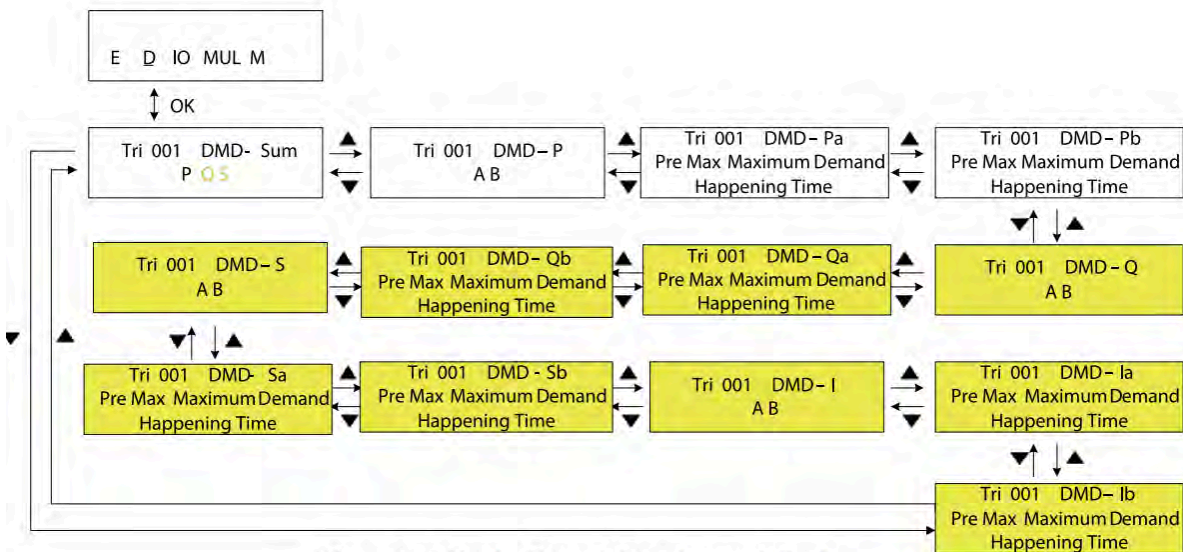 E D IO MUL M
OK
Tri 001 DMD- Sum
P Q S
Tri 001 DMD–P
A B
Tri 001 DMD– Pa
Pre Max Maximum Demand
Happening Time
Tri 001 DMD– Pb
Pre Max Maximum Demand
Happening Time
Tri 001 DMD–S
A B
Tri 001 DMD– Qb
Pre Max Maximum Demand
Happening Time
Tri 001 DMD– Qa
Pre Max Maximum Demand
Happening Time
Tri 001 DMD–Q
A B
Tri 001 DMD- Sa
Pre Max Maximum Demand
Happening Time
Tri 001 DMD - Sb
Pre Max Maximum Demand
Happening Time
Tri 001 DMD–I
A B
Tri 001 DMD– Ia
Pre Max Maximum Demand
Happening Time
Tri 001 DMD– Ib
Pre Max Maximum Demand
Happening Time